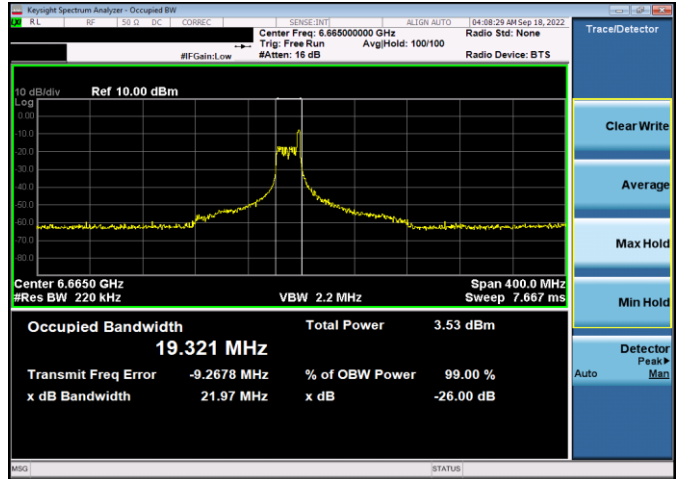 Keysight Spectrum Analyzer - Occupied BW
RL RF 50 Ω DC CORREC SENSE:INT ALIGN AUTO 04:08:29 AM Sep 18, 2022
Center Freq: 6.665000000 GHz Radio Std: None
Trig: Free Run Avg|Hold: 100/100
#IFGain:Low #Atten: 16 dB Radio Device: BTS
Trace/Detector
10 dB/div Ref 10.00 dBm
Log
0.00
-10.0
-20.0
-30.0
-40.0
-50.0
-60.0
-70.0
-80.0
Center 6.6650 GHz Span 400.0 MHz
#Res BW 220 kHz VBW 2.2 MHz Sweep 7.667 ms
Occupied Bandwidth Total Power 3.53 dBm
19.321 MHz
Transmit Freq Error -9.2678 MHz % of OBW Power 99.00 %
x dB Bandwidth 21.97 MHz x dB -26.00 dB
Clear Write
Average
Max Hold
Min Hold
Detector
Peak▶
Auto Man
MSG STATUS